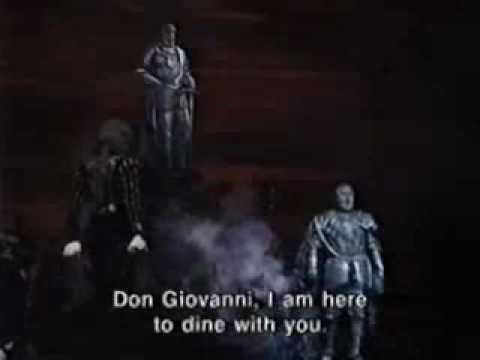 Don Giovanni, I am here
to dine with you.